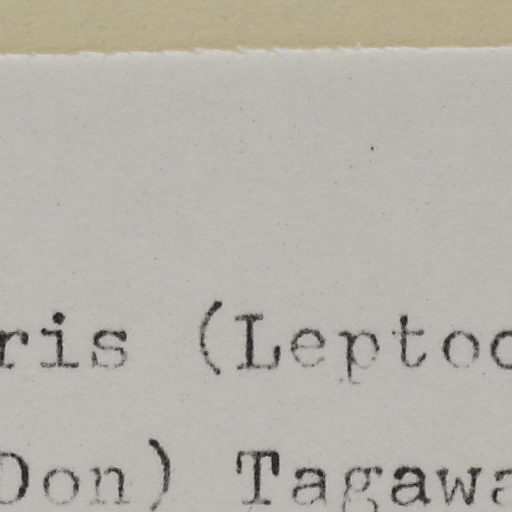 ris (Leptoc
Don) Tagawa